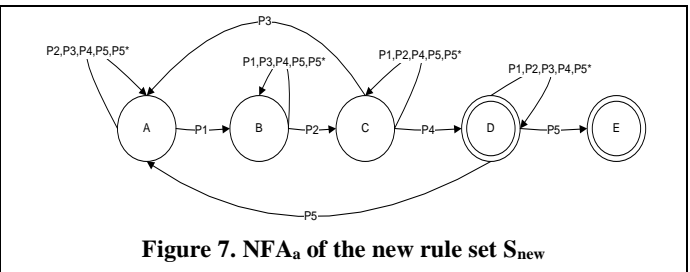 P3
P2,P3,P4,P5,P5*
P1,P3,P4,P5,P5*
P1,P2,P4,P5,P5*
P1,P2,P3,P4,P5*
A
P1
B
P2
C
P4
D
P5
E
P5
Figure 7. NFAa of the new rule set Snew